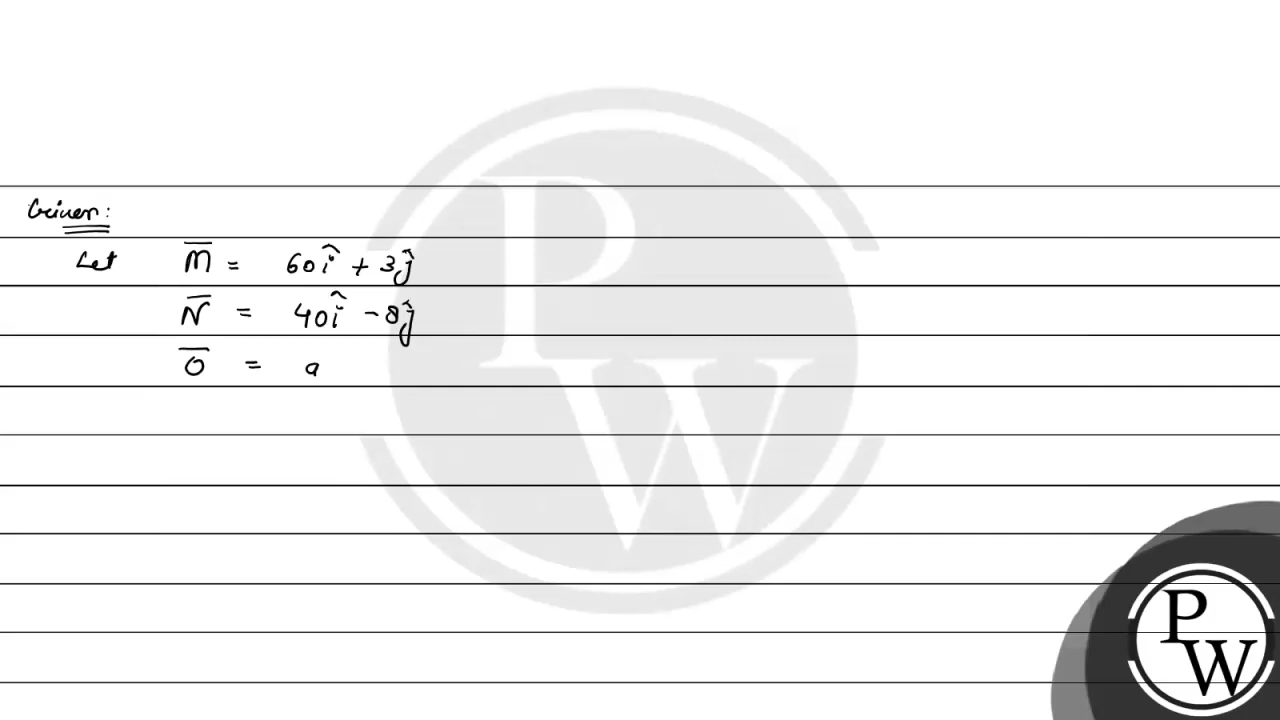 Given:
Let M̅ = 60î + 3ĵ
N̅ = 40î - 8ĵ
O̅ = a
P
W
P
W